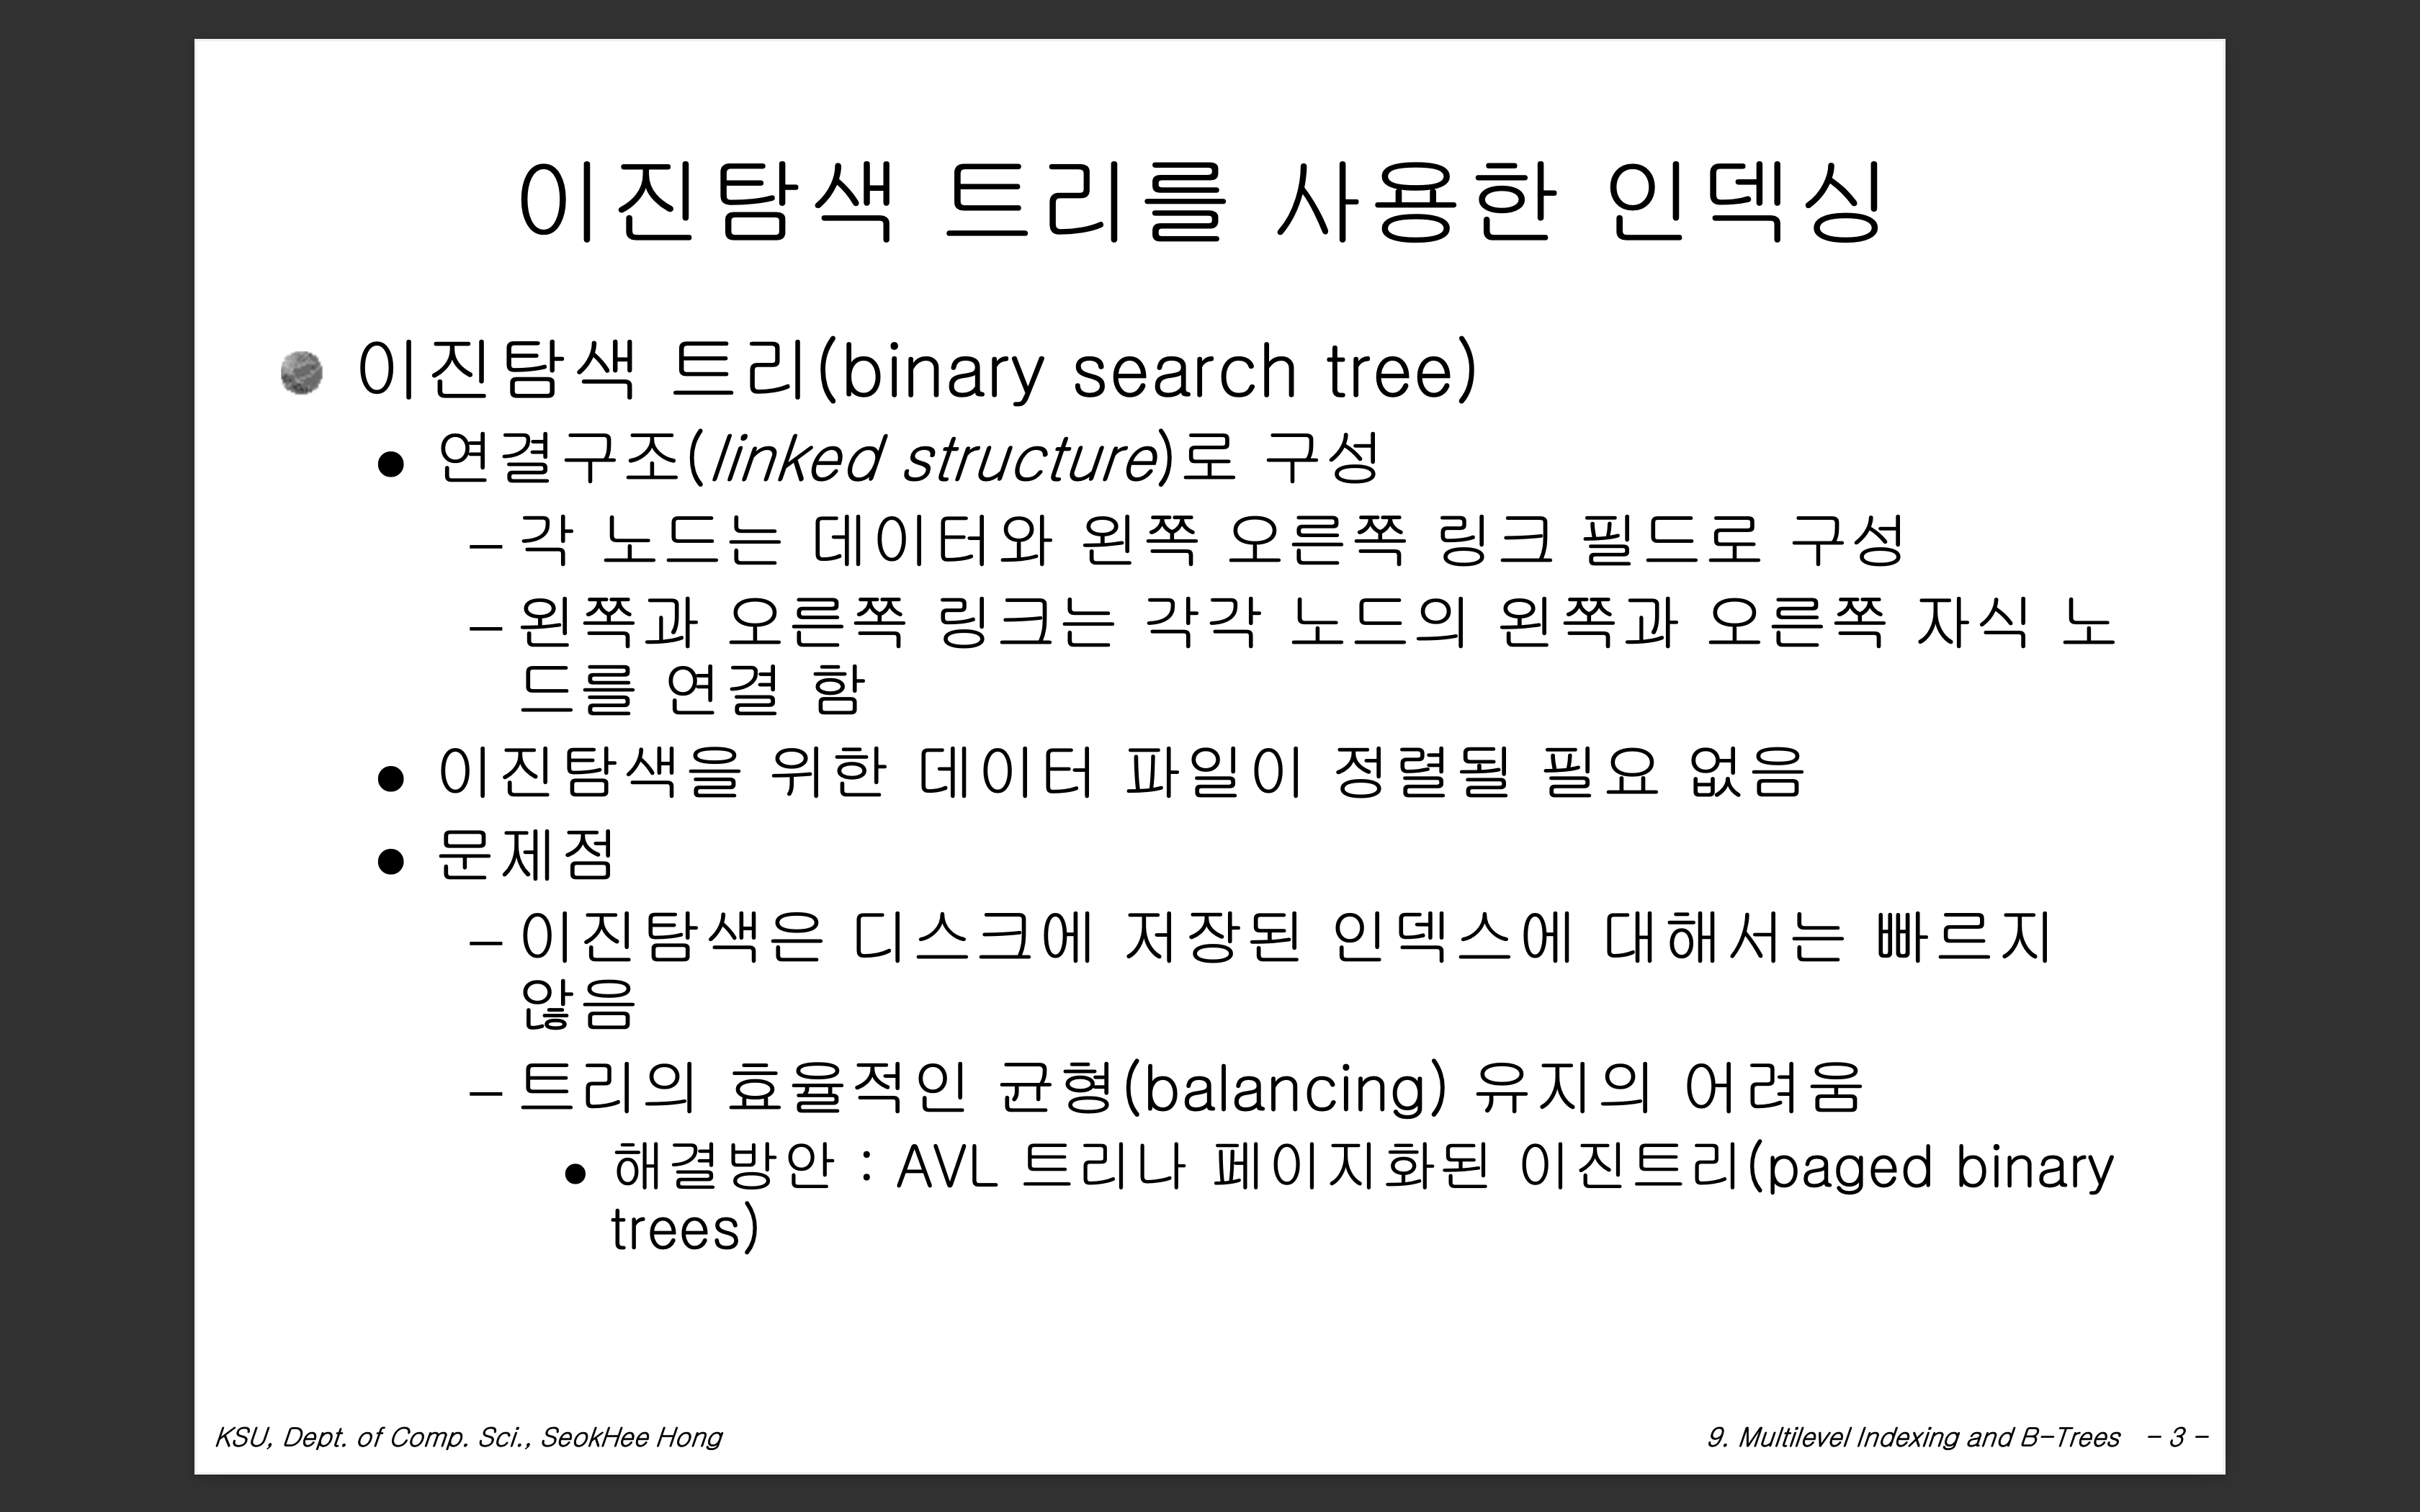 이진탐색 트리를 사용한 인덱싱
이진탐색 트리(binary search tree)
● 연결구조(linked structure)로 구성
– 각 노드는 데이터와 왼쪽 오른쪽 링크 필드로 구성
– 왼쪽과 오른쪽 링크는 각각 노드의 왼쪽과 오른쪽 자식 노
드를 연결 함
● 이진탐색을 위한 데이터 파일이 정렬될 필요 없음
● 문제점
– 이진탐색은 디스크에 저장된 인덱스에 대해서는 빠르지
않음
– 트리의 효율적인 균형(balancing) 유지의 어려움
● 해결방안 : AVL 트리나 페이지화된 이진트리(paged binary
trees)
KSU, Dept. of Comp. Sci., SeokHee Hong
9. Multilevel Indexing and B-Trees - 3 -